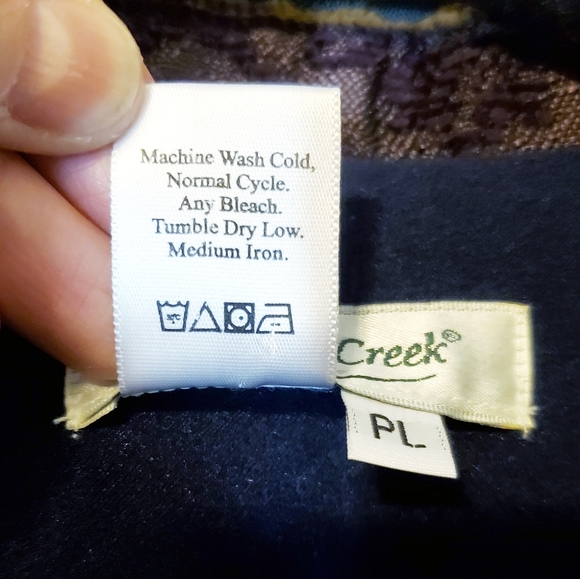 Machine Wash Cold,
Normal Cycle.
Any Bleach.
Tumble Dry Low.
Medium Iron.
Creek®
PL